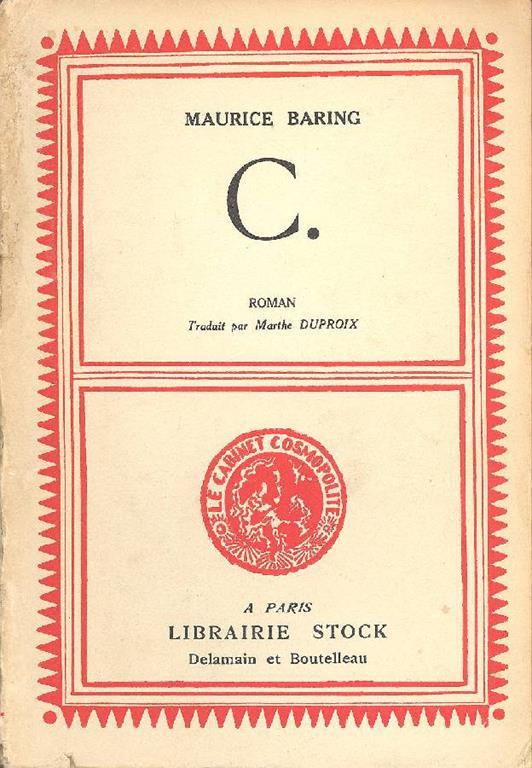 MAURICE BARING
C.
ROMAN
Traduit par Marthe DUPROIX
LE CABINET COSMOPOLITE
A PARIS
LIBRAIRIE STOCK
Delamain et Boutelleau